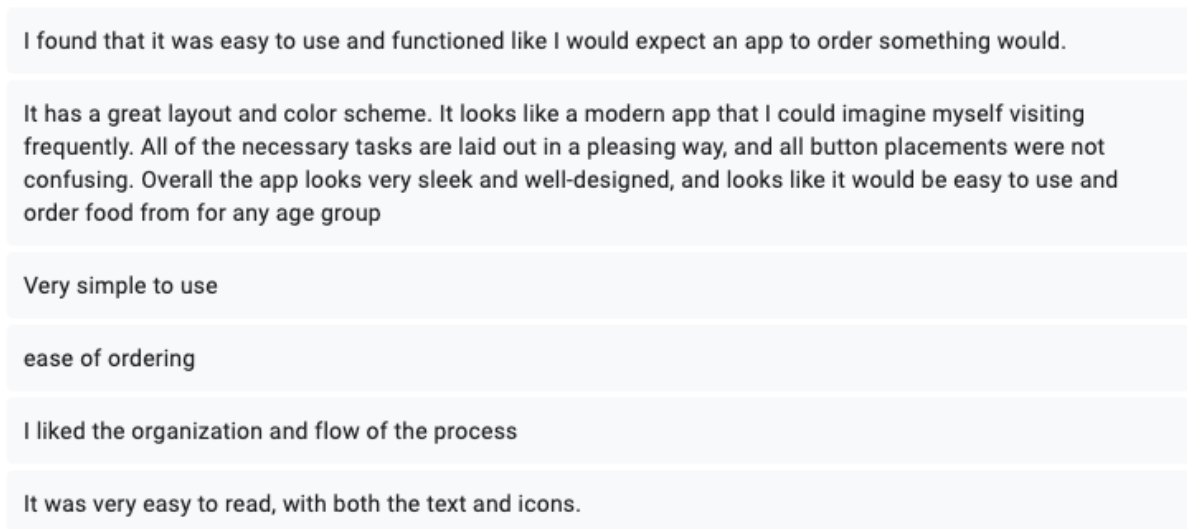 I found that it was easy to use and functioned like I would expect an app to order something would.
It has a great layout and color scheme. It looks like a modern app that I could imagine myself visiting
frequently. All of the necessary tasks are laid out in a pleasing way, and all button placements were not
confusing. Overall the app looks very sleek and well-designed, and looks like it would be easy to use and
order food from for any age group
Very simple to use
ease of ordering
I liked the organization and flow of the process
It was very easy to read, with both the text and icons.